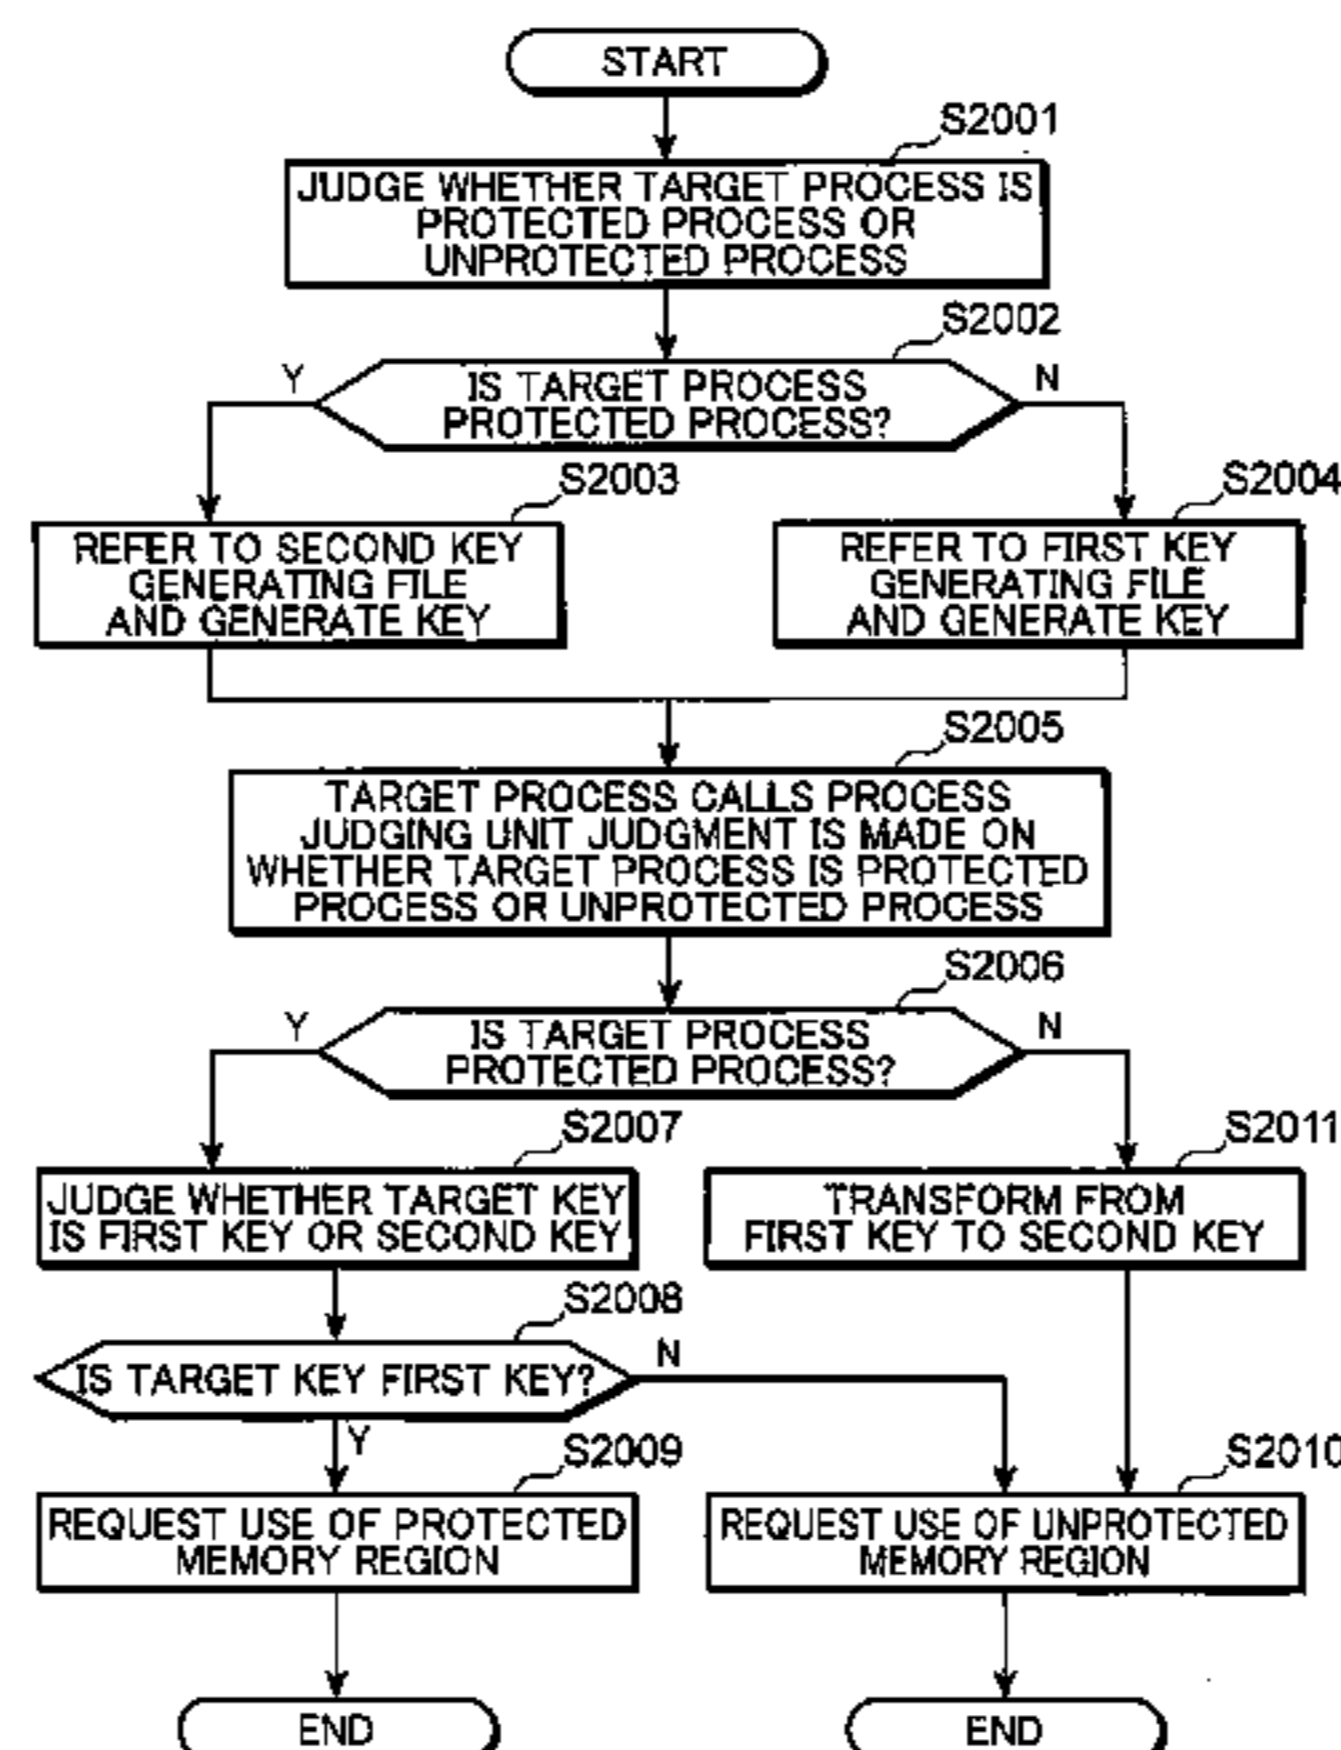 START
S2001
JUDGE WHETHER TARGET PROCESS IS
PROTECTED PROCESS OR
UNPROTECTED PROCESS
S2002
Y
IS TARGET PROCESS
PROTECTED PROCESS?
N
S2003
REFER TO SECOND KEY
GENERATING FILE
AND GENERATE KEY
S2004
REFER TO FIRST KEY
GENERATING FILE
AND GENERATE KEY
S2005
TARGET PROCESS CALLS PROCESS
JUDGING UNIT JUDGMENT IS MADE ON
WHETHER TARGET PROCESS IS PROTECTED
PROCESS OR UNPROTECTED PROCESS
S2006
Y
IS TARGET PROCESS
PROTECTED PROCESS?
N
S2007
JUDGE WHETHER TARGET KEY
IS FIRST KEY OR SECOND KEY
S2011
TRANSFORM FROM
FIRST KEY TO SECOND KEY
S2008
IS TARGET KEY FIRST KEY?
N
Y
S2009
REQUEST USE OF PROTECTED
MEMORY REGION
S2010
REQUEST USE OF UNPROTECTED
MEMORY REGION
END
END